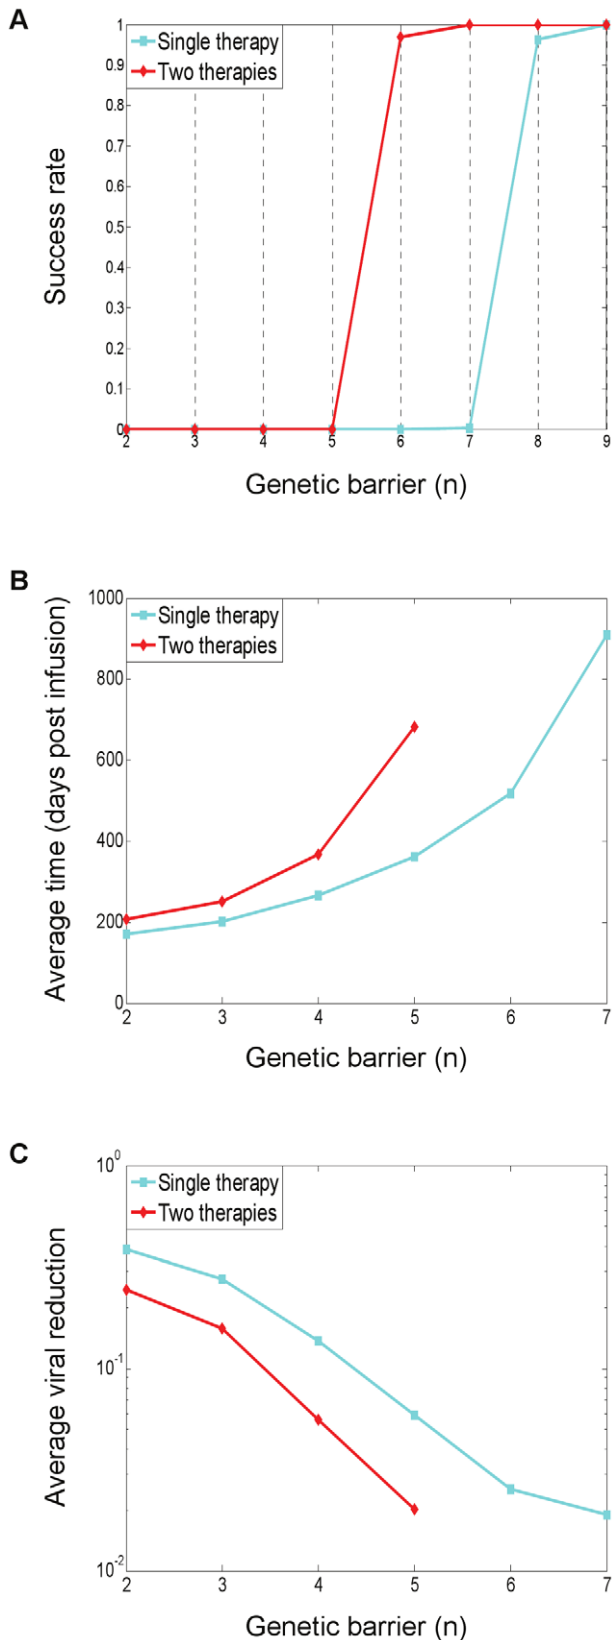 A
Success rate
1
0.9
0.8
0.7
0.6
0.5
0.4
0.3
0.2
0.1
0
Single therapy
Two therapies
2 3 4 5 6 7 8 9
Genetic barrier (n)
B
Average time (days post infusion)
1000
800
600
400
200
0
Single therapy
Two therapies
2 3 4 5 6 7
Genetic barrier (n)
C
Average viral reduction
10^0
10^-1
10^-2
Single therapy
Two therapies
2 3 4 5 6 7
Genetic barrier (n)